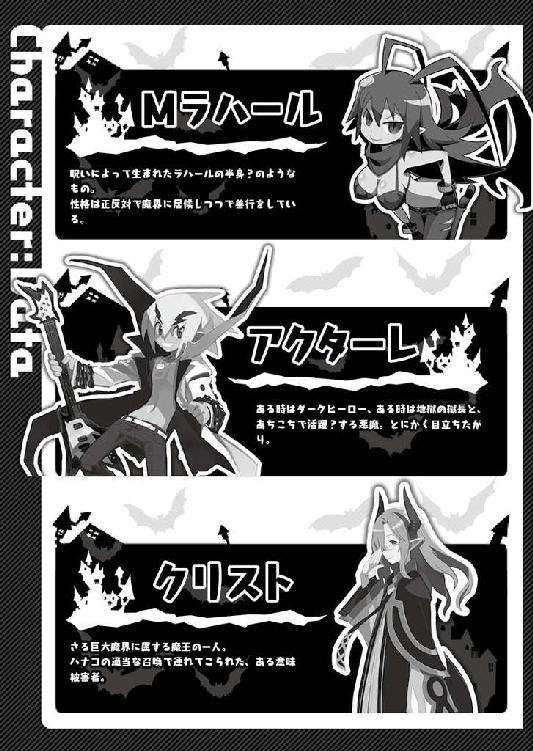 Character:Data
Mラハール
呪いによって生まれたラハールの半身?のような
もの。
性格は正反対で魔界に居候しつつで善行をしてい
る。
アクターレ
ある時はダークヒーロー、ある時は地獄の獄長と、
あちこちで活躍?する悪魔。とにかく目立ちたが
り。
クリスト
さる巨大魔界に属する魔王の一人。
ハナコの適当な召喚で連れてこられた、ある意味
被害者。